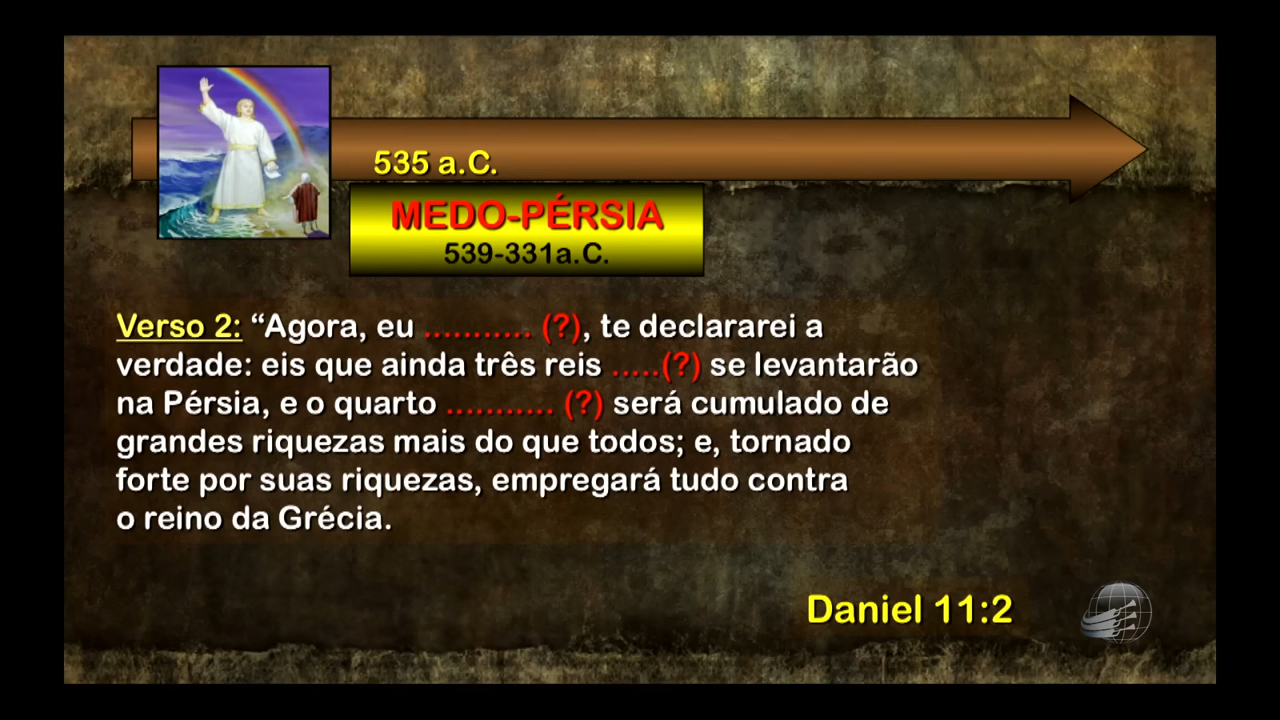 535 a.C.
MEDO-PÉRSIA
539-331a.C.
Verso 2: “Agora, eu ........... (?), te declararei a
verdade: eis que ainda três reis .....(?) se levantarão
na Pérsia, e o quarto ........... (?) será cumulado de
grandes riquezas mais do que todos; e, tornado
forte por suas riquezas, empregará tudo contra
o reino da Grécia.
Daniel 11:2